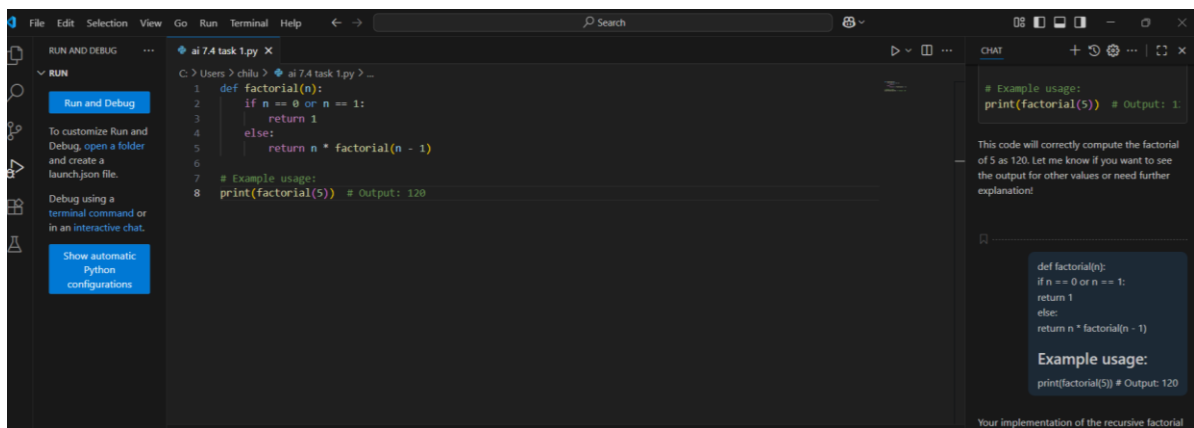 File Edit Selection View Go Run Terminal Help
Search
RUN AND DEBUG
RUN
Run and Debug
To customize Run and
Debug, open a folder
and create a
launch.json file.
Debug using a
terminal command or
in an interactive chat.
Show automatic
Python
configurations
ai 7.4 task 1.py
C: > Users > chilu > ai 7.4 task 1.py > ...
1 def factorial(n):
2 if n == 0 or n == 1:
3 return 1
4 else:
5 return n * factorial(n - 1)
6
7 # Example usage:
8 print(factorial(5)) # Output: 120
CHAT
# Example usage:
print(factorial(5)) # Output: 1
This code will correctly compute the factorial
of 5 as 120. Let me know if you want to see
the output for other values or need further
explanation!
def factorial(n):
if n == 0 or n == 1:
return 1
else:
return n * factorial(n - 1)
Example usage:
print(factorial(5)) # Output: 120
Your implementation of the recursive factorial